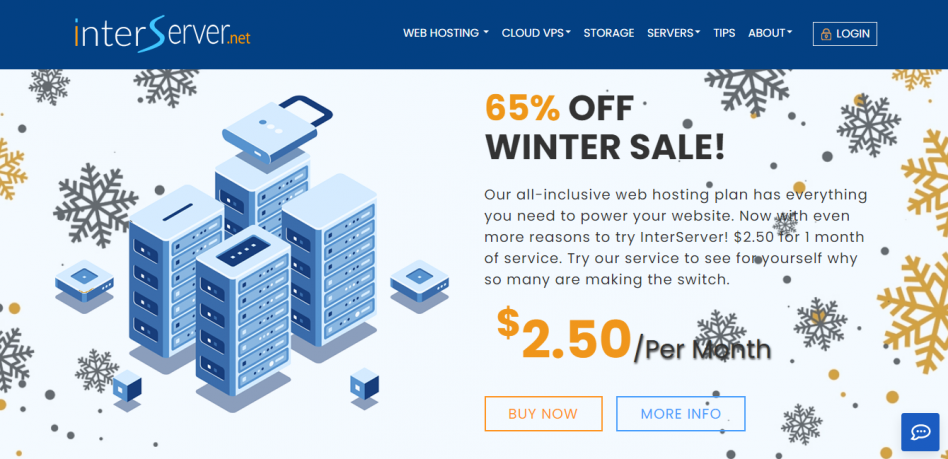 interServer.net
WEB HOSTING
CLOUD VPS
STORAGE
SERVERS
TIPS
ABOUT
LOGIN
65% OFF
WINTER SALE!
Our all-inclusive web hosting plan has everything
you need to power your website. Now with even
more reasons to try InterServer! $2.50 for 1 month
of service. Try our service to see for yourself why
so many are making the switch.
$2.50/Per Month
BUY NOW
MORE INFO